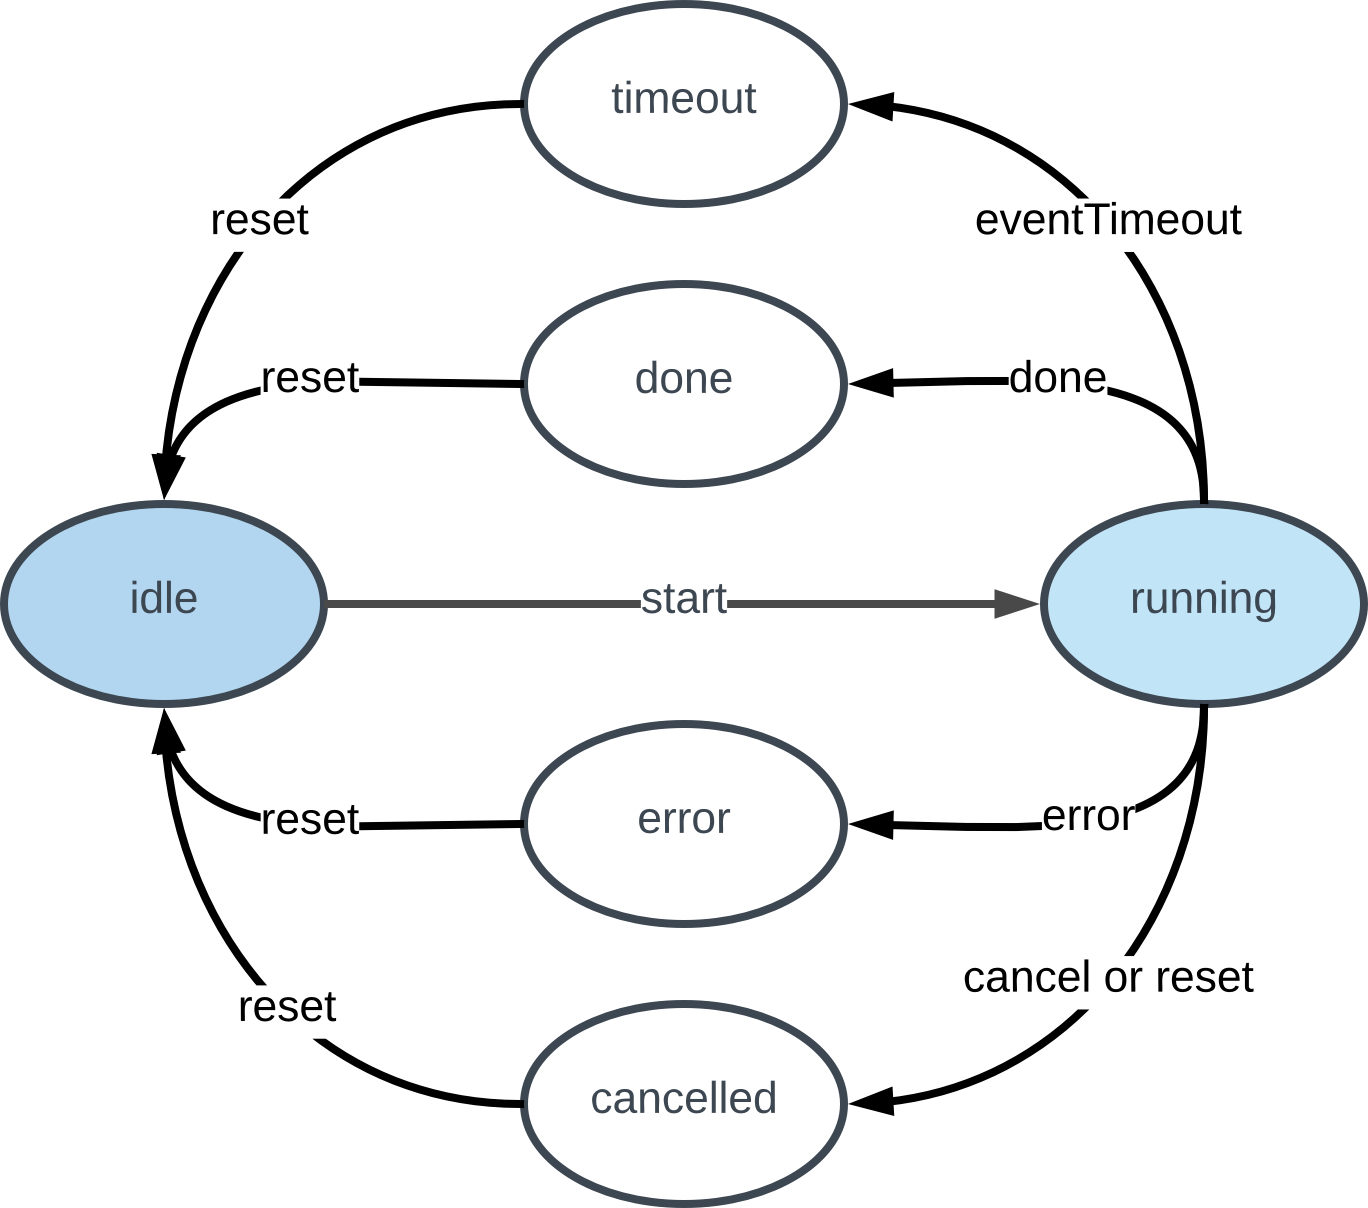 timeout
reset
eventTimeout
reset
done
done
idle
start
running
reset
error
error
reset
cancel or reset
cancelled